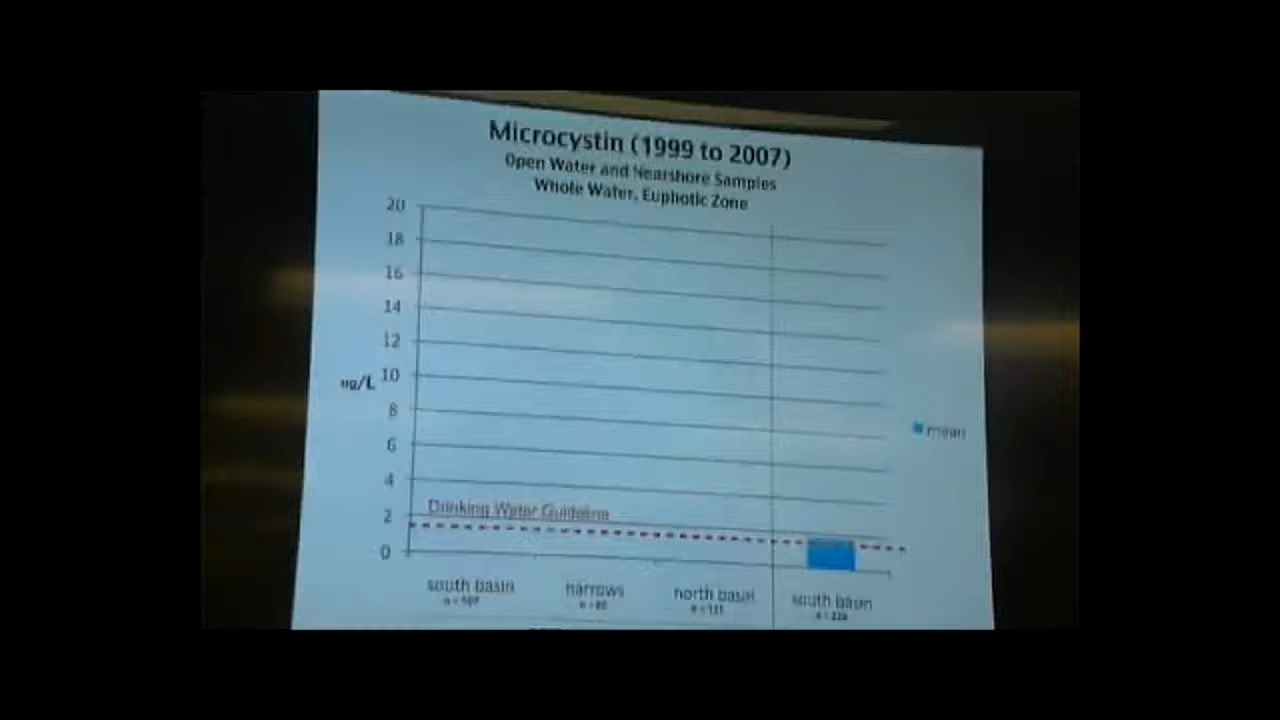 Microcystin (1999 to 2007)
Open Water and Nearshore Samples
Whole Water, Euphotic Zone
20
18
16
14
12
ug/L 10
8
6
4
2
0
mean
Drinking Water Guideline
south basin
narrows
north basin
south basin